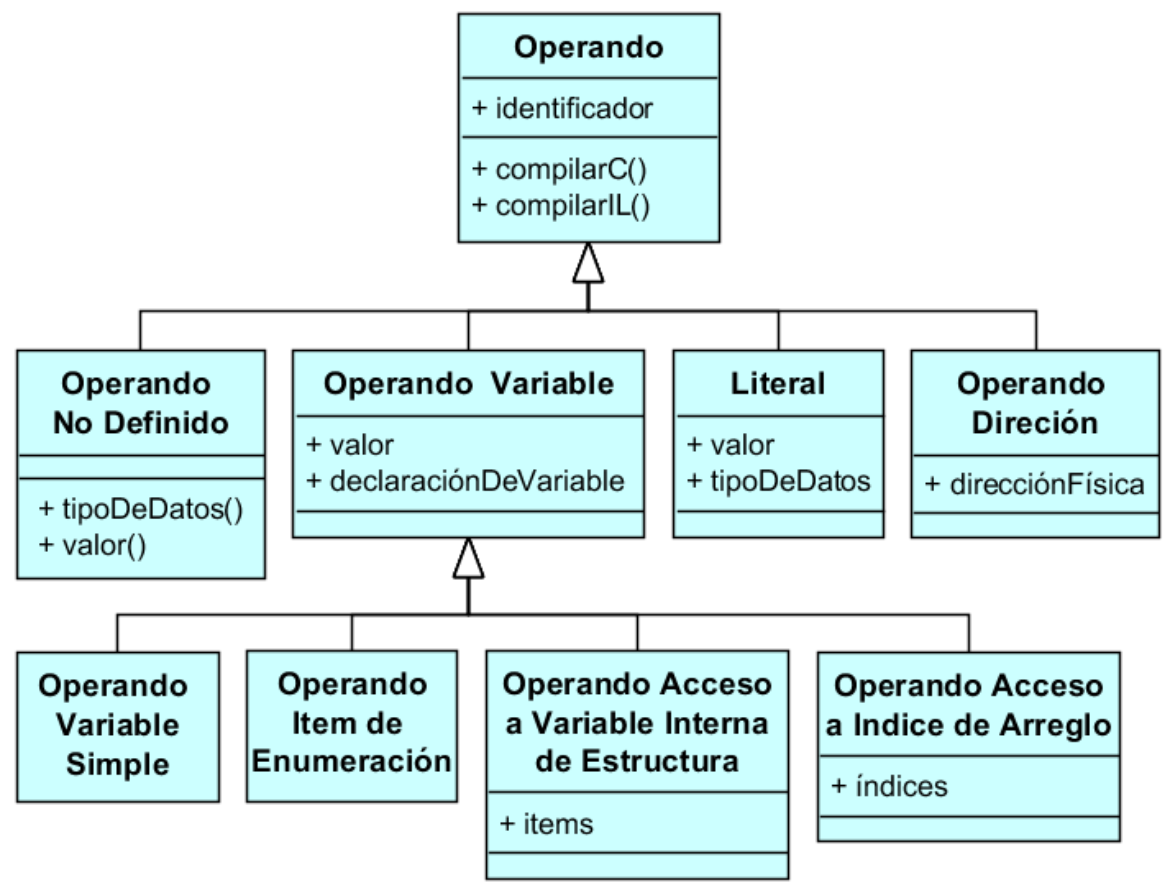 Operando
+ identificador
+ compilarC()
+ compilarIL()
Operando
No Definido
+ tipoDeDatos()
+ valor()
Operando Variable
+ valor
+ declaraciónDeVariable
Literal
+ valor
+ tipoDeDatos
Operando
Direción
+ direcciónFísica
Operando
Variable
Simple
Operando
Item de
Enumeración
Operando Acceso
a Variable Interna
de Estructura
+ items
Operando Acceso
a Indice de Arreglo
+ índices